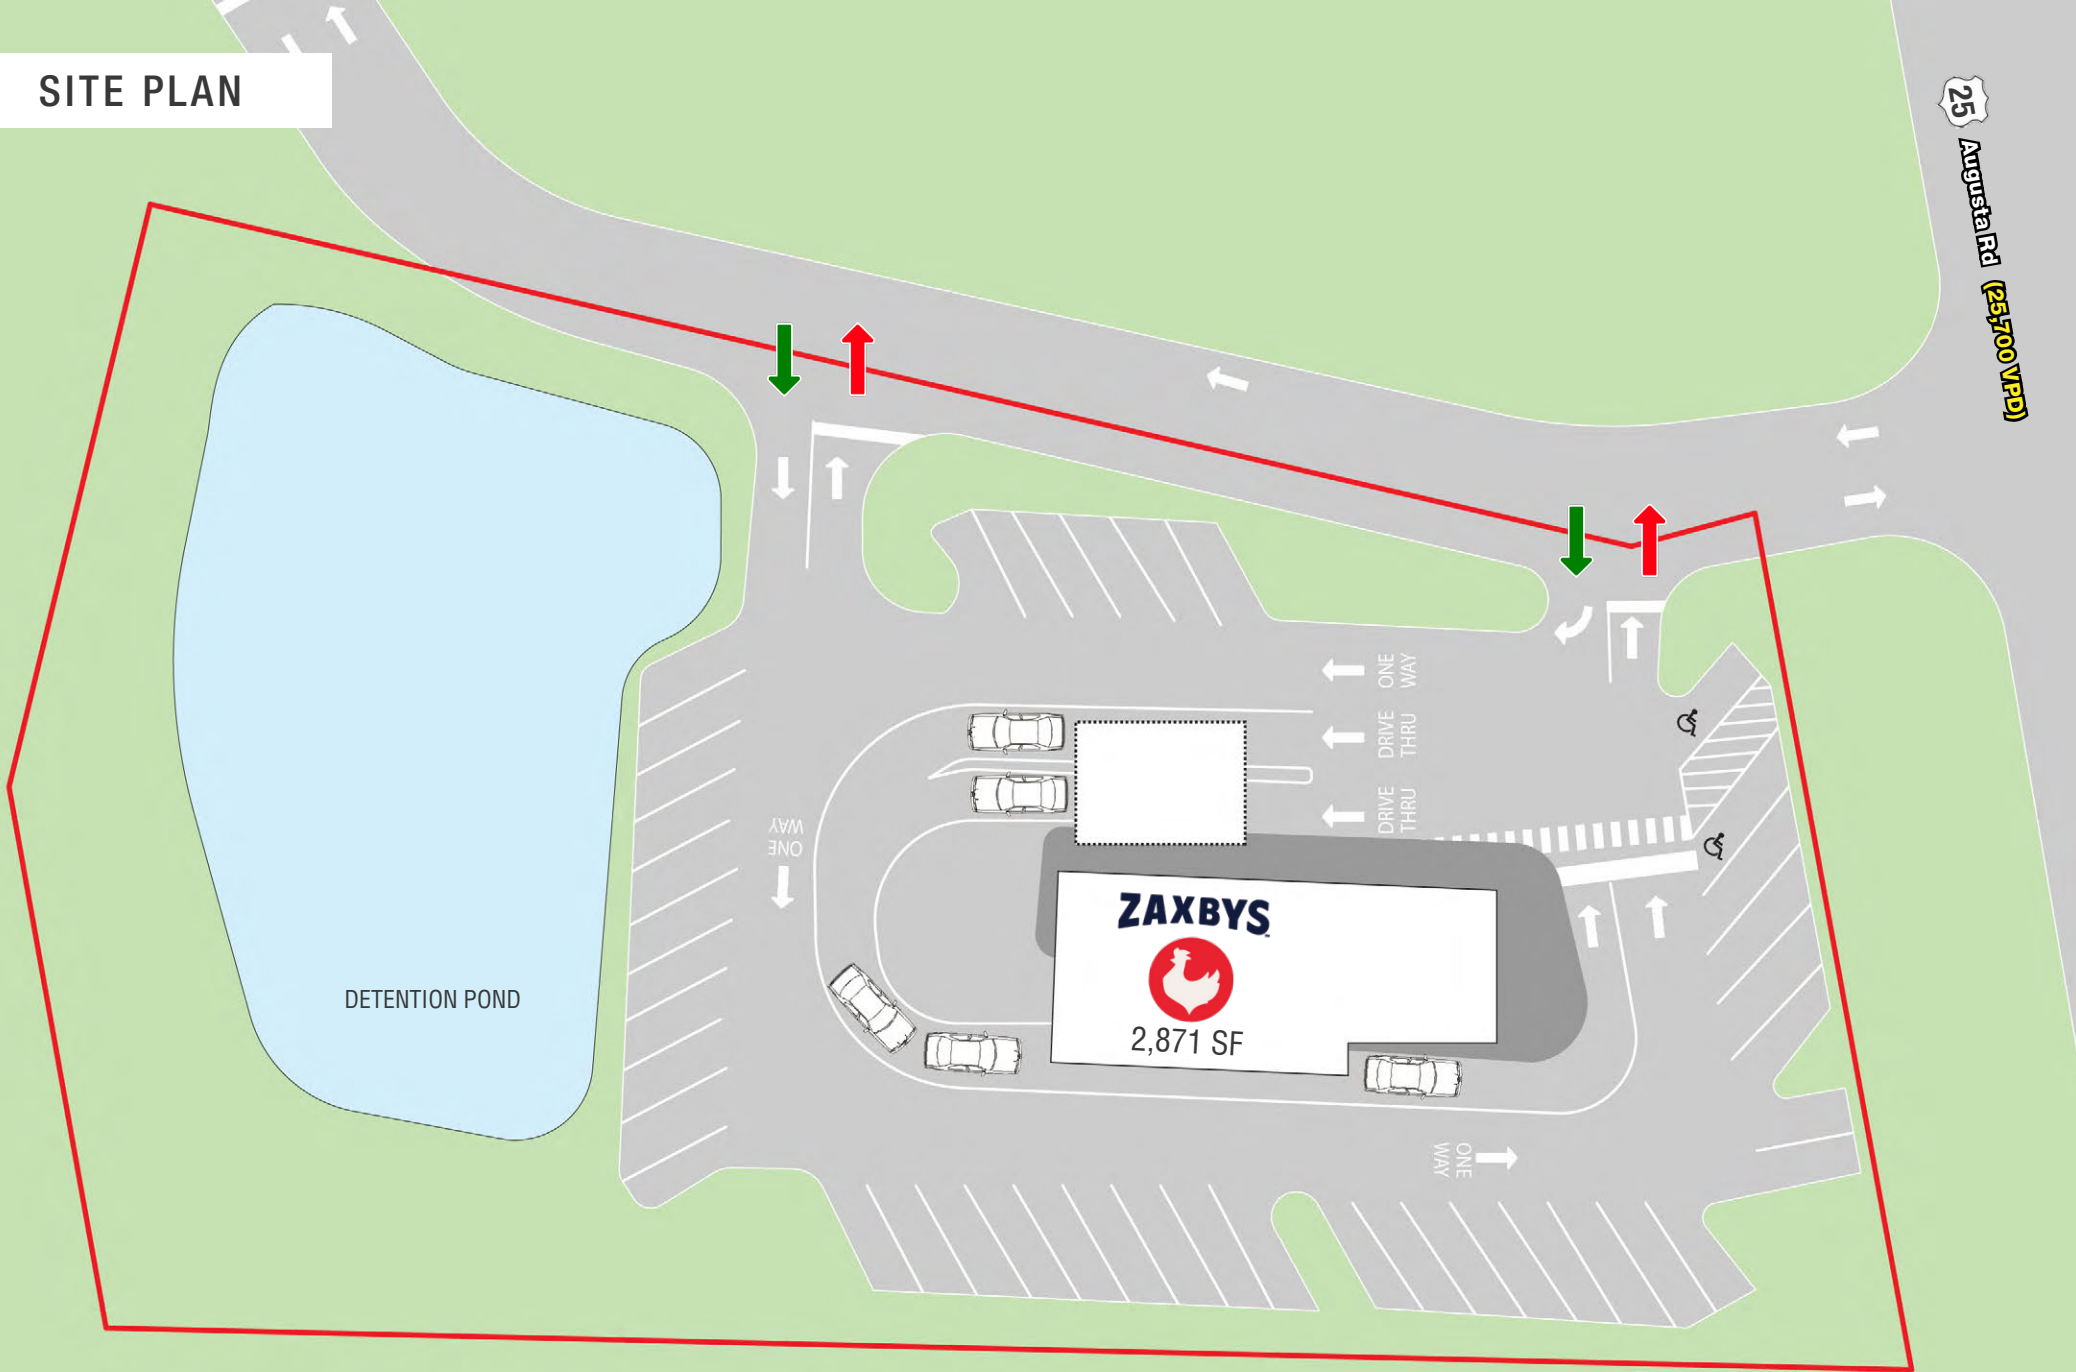 SITE PLAN
25
Augusta Rd (25,700 VPD)
ONE
WAY
DRIVE
THRU
DRIVE
THRU
ONE
WAY
ZAXBYS
2,871 SF
DETENTION POND
ONE
WAY